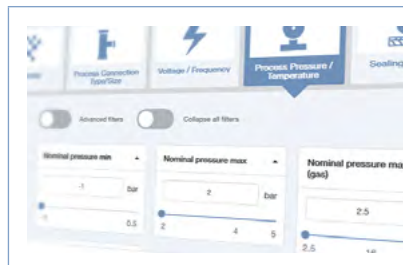 Process Connection
Type/Size
Voltage / Frequency
Process Pressure /
Temperature
Sealing
Advanced filters
Collapse all filters
Nominal pressure min
-1
bar
0.5
Nominal pressure max
2
bar
2
4
5
Nominal pressure ma
(gas)
2.5
2.5
16